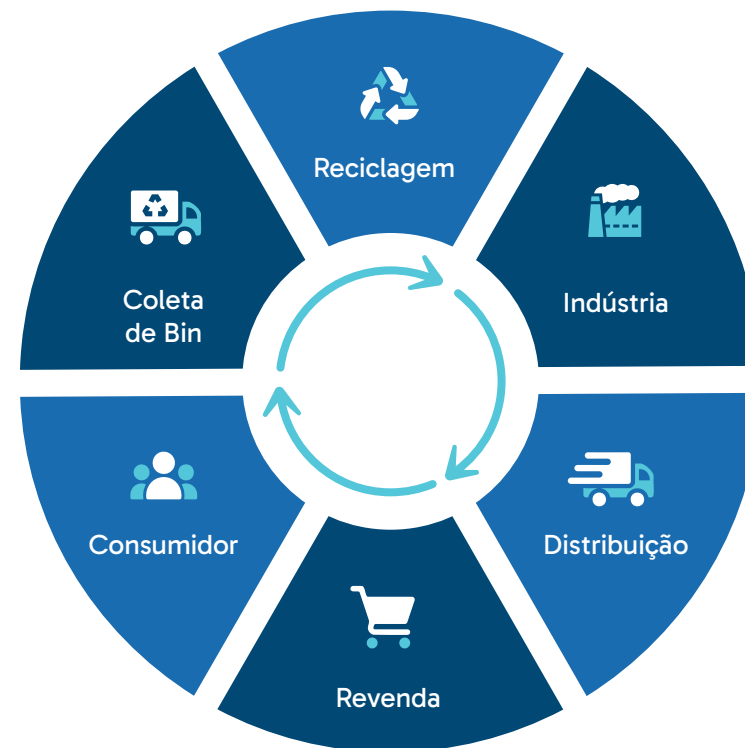 Reciclagem
Indústria
Distribuição
Revenda
Consumidor
Coleta
de Bin